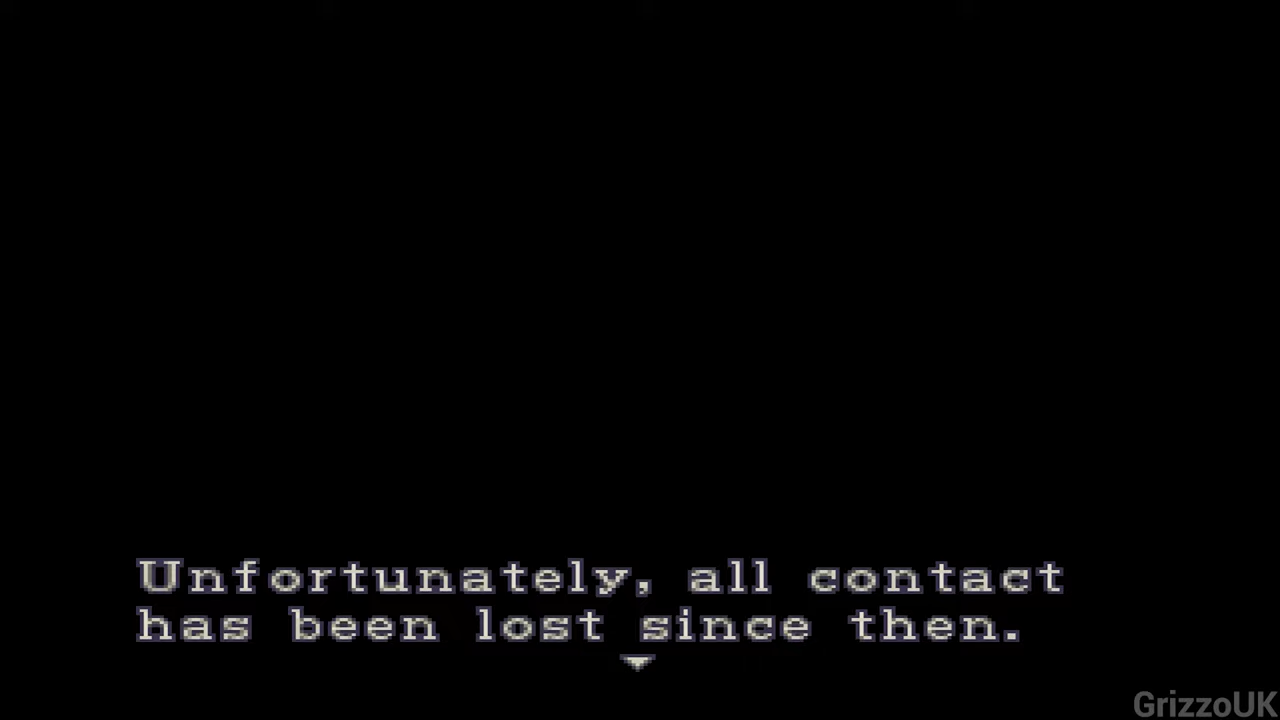 Unfortunately, all contact
has been lost since then.
GrizzoUK